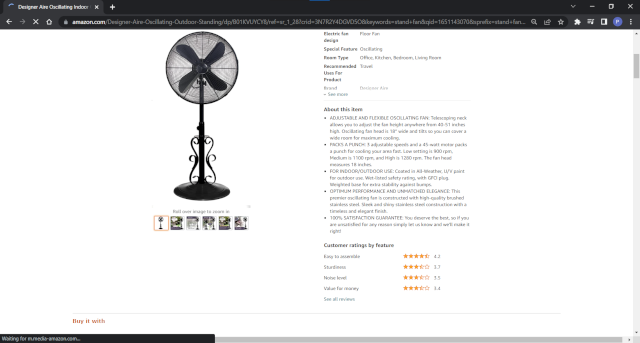 Designer Aire Oscillating Indoor
amazon.com/Designer-Aire-Oscillating-Outdoor-Standing/dp/B01KVUYCY8/ref=sr_1_28?crid=3N7R2Y4DGVD5O&keywords=stand+fan&qid=1651143070&sprefix=stand+fan...
Electric fan design Floor Fan
Special Feature Oscillating
Room Type Office, Kitchen, Bedroom, Living Room
Recommended Uses For Product Travel
Brand Designer Aire
See more
About this item
ADJUSTABLE AND FLEXIBLE OSCILLATING FAN: Telescoping neck
allows you to adjust the fan height anywhere from 40-51 inches
high. Oscillating fan head is 18" wide and tilts so you can cover a
wide room for maximum cooling.
PACKS A PUNCH: 3 adjustable speeds and a 45 watt motor packs
a punch for cooling your area fast. Low setting is 900 rpm,
Medium is 1100 rpm, and High is 1260 rpm. The fan head
measures 18 inches.
FOR INDOOR/OUTDOOR USE: Coated in All-Weather, U/V paint
for outdoor use. Wet-listed safety rating, with GFCI plug.
Weighted base for extra stability against bumps.
OPTIMUM PERFORMANCE AND UNMATCHED ELEGANCE: This
premier oscillating fan is constructed with high-quality brushed
stainless steel. Sleek and shiny stainless steel construction with a
timeless and elegant finish.
100% SATISFACTION GUARANTEE: You deserve the best, so if you
are unsatisfied for any reason simply let us know and we'll make it
right!
Roll over image to zoom in
Customer ratings by feature
Easy to assemble 4.2
Sturdiness 3.7
Noise level 3.5
Value for money 3.4
See all reviews
Buy it with
Waiting for m.media-amazon.com...